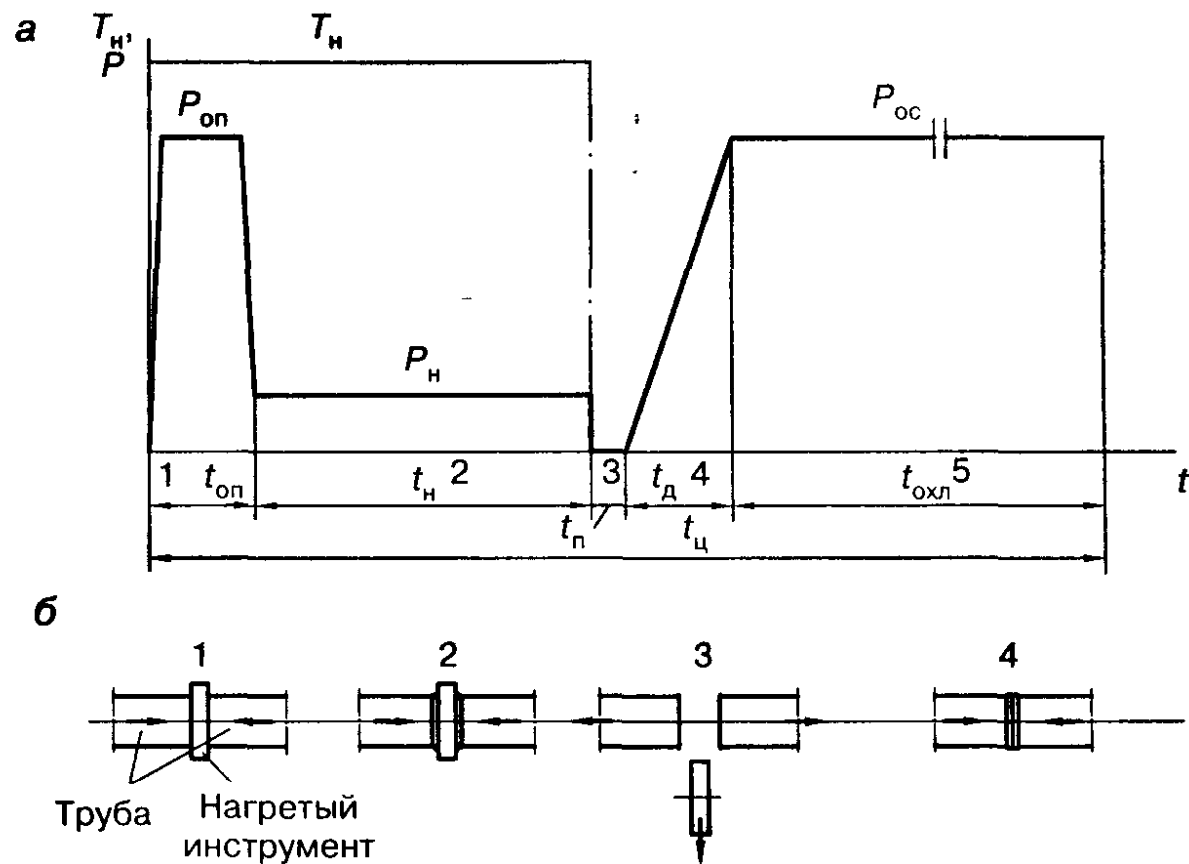 а
Tн,
P
Tн
Pоп
Pос
Pн
1 tоп tн 2 3 tд 4 tохл 5 t
tп tц
б
1 2 3 4
Труба Нагретый
инструмент